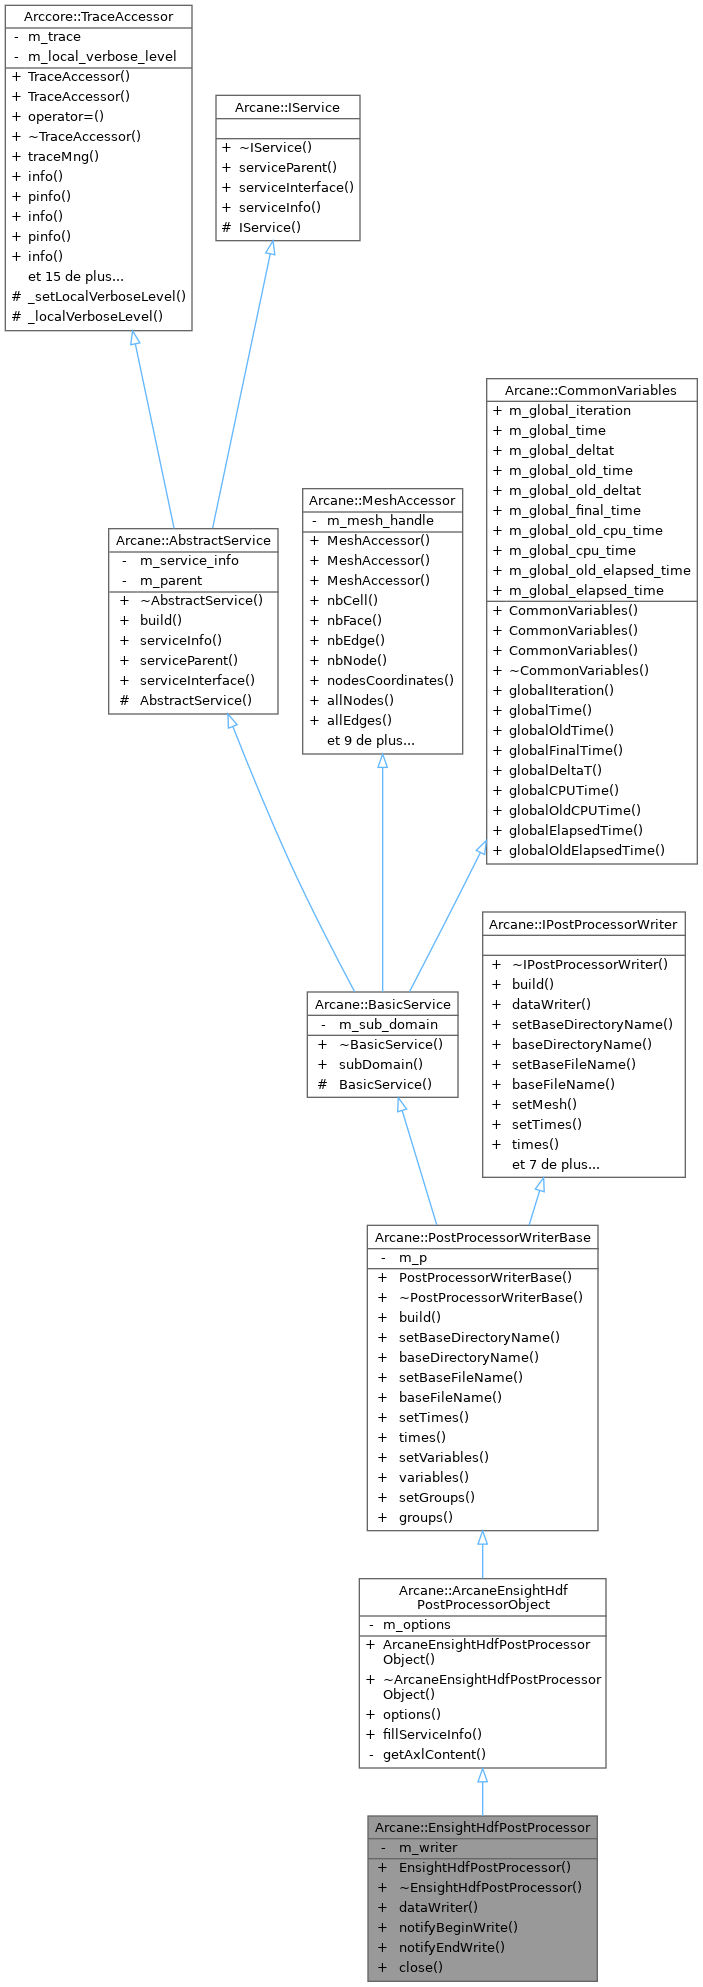 Arccore::TraceAccessor
- m_trace
- m_local_verbose_level
+ TraceAccessor()
+ TraceAccessor()
+ operator=()
+ ~TraceAccessor()
+ traceMng()
+ info()
+ pinfo()
+ info()
+ pinfo()
+ info()
et 15 de plus...
# _setLocalVerboseLevel()
# _localVerboseLevel()
Arcane::IService
+ ~IService()
+ serviceParent()
+ serviceInterface()
+ serviceInfo()
# IService()
Arcane::CommonVariables
+ m_global_iteration
+ m_global_time
+ m_global_deltat
+ m_global_old_time
+ m_global_old_deltat
+ m_global_final_time
+ m_global_old_cpu_time
+ m_global_cpu_time
+ m_global_old_elapsed_time
+ m_global_elapsed_time
+ CommonVariables()
+ CommonVariables()
+ CommonVariables()
+ ~CommonVariables()
+ globalIteration()
+ globalTime()
+ globalOldTime()
+ globalFinalTime()
+ globalDeltaT()
+ globalCPUTime()
+ globalOldCPUTime()
+ globalElapsedTime()
+ globalOldElapsedTime()
Arcane::MeshAccessor
- m_mesh_handle
+ MeshAccessor()
+ MeshAccessor()
+ MeshAccessor()
+ nbCell()
+ nbFace()
+ nbEdge()
+ nbNode()
+ nodesCoordinates()
+ allNodes()
+ allEdges()
et 9 de plus...
Arcane::AbstractService
- m_service_info
- m_parent
+ ~AbstractService()
+ build()
+ serviceInfo()
+ serviceParent()
+ serviceInterface()
# AbstractService()
Arcane::IPostProcessorWriter
+ ~IPostProcessorWriter()
+ build()
+ dataWriter()
+ setBaseDirectoryName()
+ baseDirectoryName()
+ setBaseFileName()
+ baseFileName()
+ setMesh()
+ setTimes()
+ times()
et 7 de plus...
Arcane::BasicService
- m_sub_domain
+ ~BasicService()
+ subDomain()
# BasicService()
Arcane::PostProcessorWriterBase
- m_p
+ PostProcessorWriterBase()
+ ~PostProcessorWriterBase()
+ build()
+ setBaseDirectoryName()
+ baseDirectoryName()
+ setBaseFileName()
+ baseFileName()
+ setTimes()
+ times()
+ setVariables()
+ variables()
+ setGroups()
+ groups()
Arcane::ArcaneEnsightHdf
PostProcessorObject
- m_options
+ ArcaneEnsightHdfPostProcessor
Object()
+ ~ArcaneEnsightHdfPostProcessor
Object()
+ options()
+ fillServiceInfo()
- getAxlContent()
Arcane::EnsightHdfPostProcessor
- m_writer
+ EnsightHdfPostProcessor()
+ ~EnsightHdfPostProcessor()
+ dataWriter()
+ notifyBeginWrite()
+ notifyEndWrite()
+ close()